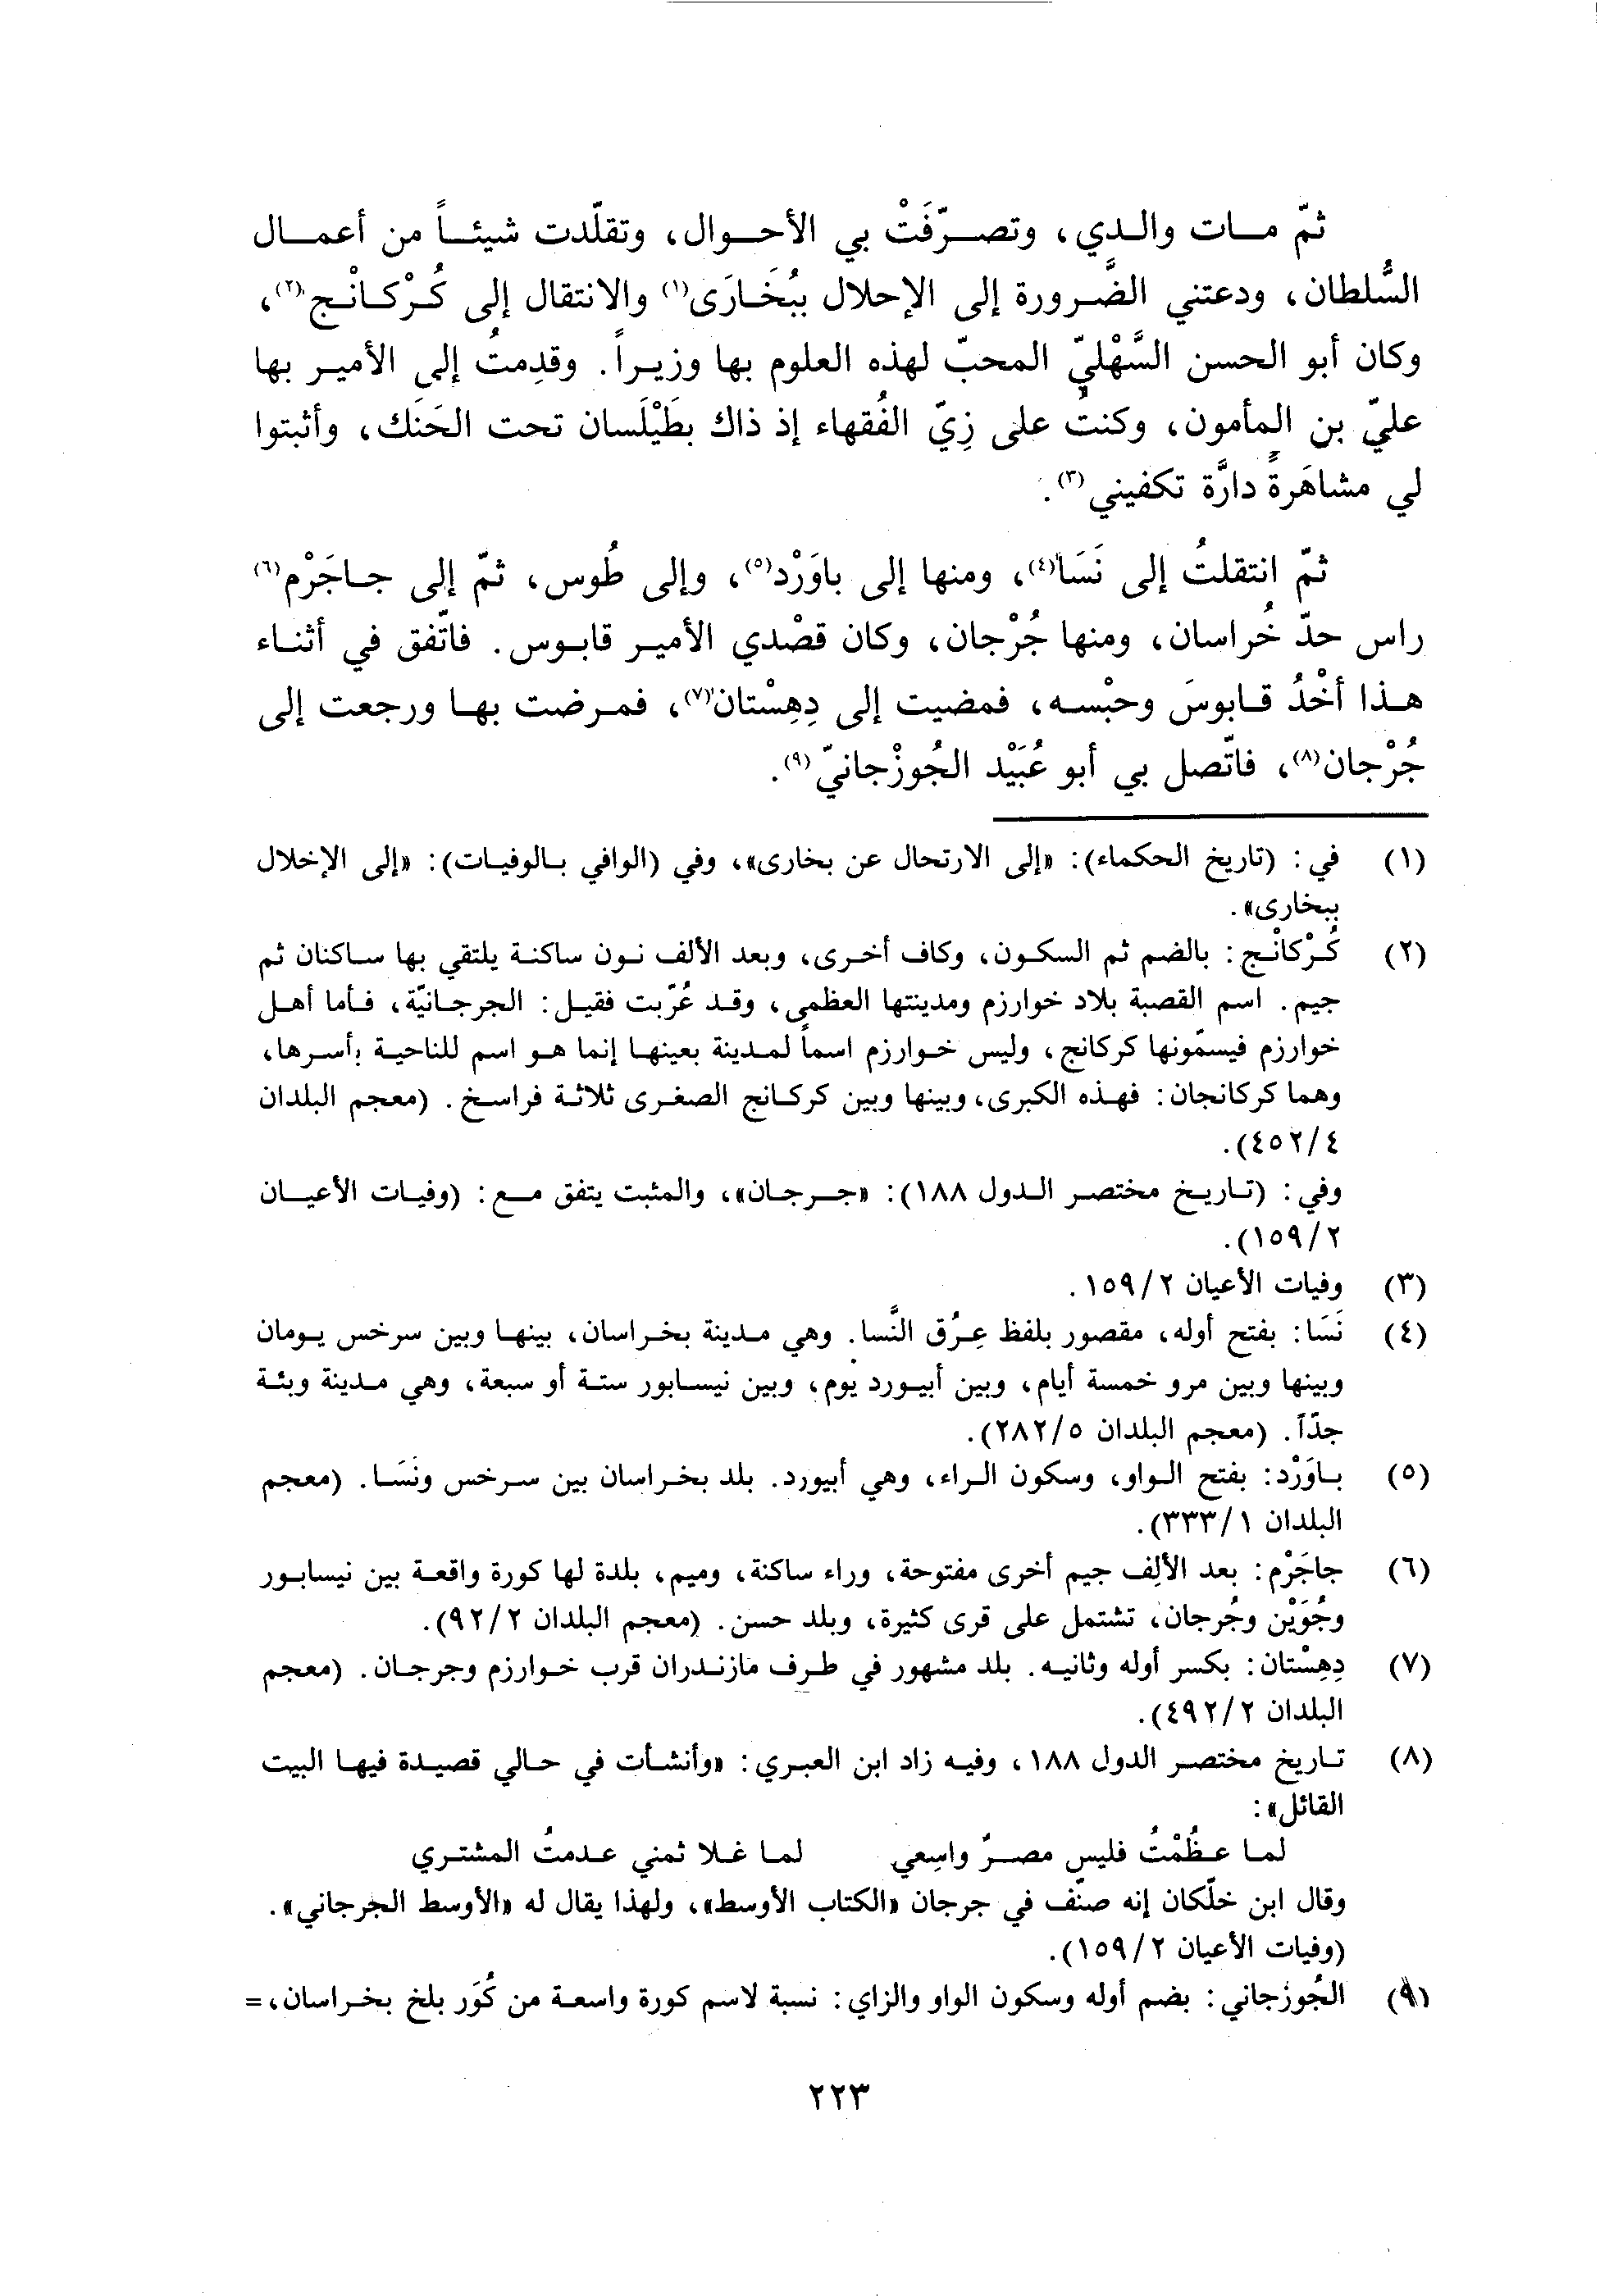 ثمّ مات والدي، وتصرّفَتْ بي الأحوال، وتقلّدت شيئاً من أعمال
السُّلطان، ودعتني الضَّرورة إلى الإحلال ببُخَارَى(١) والانتقال إلى كُرْكانْج(٢)،
وكان أبو الحسن السَّهْليّ المحبّ لهذه العلوم بها وزيراً. وقدِمتُ إلى الأمير بها
عليّ بن المأمون، وكنتُ على زِيّ الفُقهاء إذ ذاك بطَيْلَسان تحت الحَنَك، وأثبتوا
لي مشاهَرةً دارَّة تكفيني(٣).
ثمّ انتقلتُ إلى نَسَا(٤)، ومنها إلى باوَرْد(٥)، وإلى طُوس، ثمّ إلى جاجَرْم(٦)
راس حدّ خُراسان، ومنها جُرْجان، وكان قصْدي الأمير قابوس. فاتّفق في أثناء
هذا أخْذُ قابوسَ وحبْسه، فمضيت إلى دِهِسْتان(٧)، فمرضت بها ورجعت إلى
جُرْجان(٨)، فاتّصل بي أبو عُبَيْد الجُوزْجانيّ(٩).
(١) في: (تاريخ الحكماء): «إلى الارتحال عن بخارى»، وفي (الوافي بالوفيات): «إلى الإخلال
ببخارى».
(٢) كُرْكانْج: بالضم ثم السكون، وكاف أخرى، وبعد الألف نون ساكنة يلتقي بها ساكنان ثم
جيم. اسم القصبة بلاد خوارزم ومدينتها العظمى، وقد عُرّبت فقيل: الجرجانيّة، فأما أهل
خوارزم فيسمّونها كركانج، وليس خوارزم اسماً لمدينة بعينها إنما هو اسم للناحية بأسرها،
وهما كركانجان: فهذه الكبرى، وبينها وبين كركانج الصغرى ثلاثة فراسخ. (معجم البلدان
٤/٤٥٢).
وفي: (تاريخ مختصر الدول ١٨٨): «جرجان»، والمثبت يتفق مع: (وفيات الأعيان
٢/١٥٩).
(٣) وفيات الأعيان ٢/١٥٩.
(٤) نَسَا: بفتح أوله، مقصور بلفظ عِرْق النَّسا. وهي مدينة بخراسان، بينها وبين سرخس يومان
وبينها وبين مرو خمسة أيام، وبين أبيورد يوم، وبين نيسابور ستة أو سبعة، وهي مدينة وبئة
جدّاً. (معجم البلدان ٥/٢٨٢).
(٥) باوَرْد: بفتح الواو، وسكون الراء، وهي أبيورد. بلد بخراسان بين سرخس ونَسَا. (معجم
البلدان ١/٣٣٣).
(٦) جاجَرْم: بعد الألِف جيم أخرى مفتوحة، وراء ساكنة، وميم، بلدة لها كورة واقعة بين نيسابور
وجُوَيْن وجُرجان، تشتمل على قرى كثيرة، وبلد حسن. (معجم البلدان ٢/٩٢).
(٧) دِهِسْتان: بكسر أوله وثانيه. بلد مشهور في طرف مازندران قرب خوارزم وجرجان. (معجم
البلدان ٢/٤٩٢).
(٨) تاريخ مختصر الدول ١٨٨، وفيه زاد ابن العبري: «وأنشأت في حالي قصيدة فيها البيت
القائل»:
لما عظُمْتُ فليس مصرٌ واسِعي لما غلا ثمني عدمتُ المشتري
وقال ابن خلّكان إنه صنّف في جرجان «الكتاب الأوسط»، ولهذا يقال له «الأوسط الجرجاني».
(وفيات الأعيان ٢/١٥٩).
(٩) الجُوزجاني: بضم أوله وسكون الواو والزاي: نسبة لاسم كورة واسعة من كُوَر بلخ بخراسان، =
٢٢٣